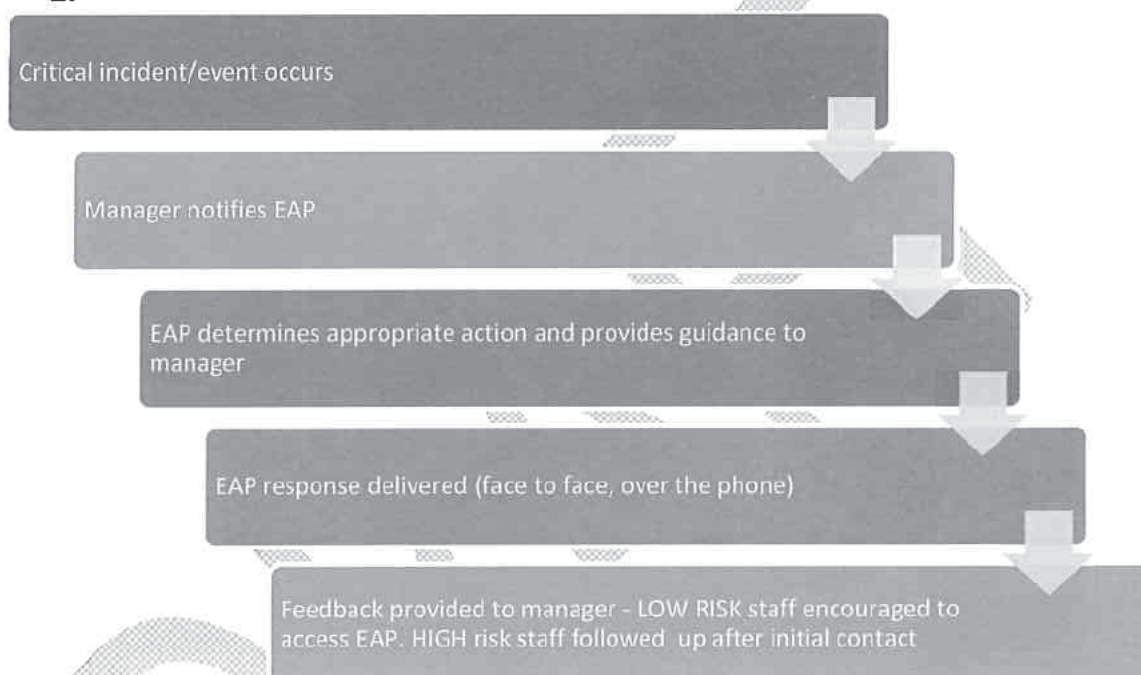 Critical incident/event occurs
Manager notifies EAP
EAP determines appropriate action and provides guidance to
manager
EAP response delivered (face to face, over the phone)
Feedback provided to manager - LOW RISK staff encouraged to
access EAP. HIGH risk staff followed up after initial contact